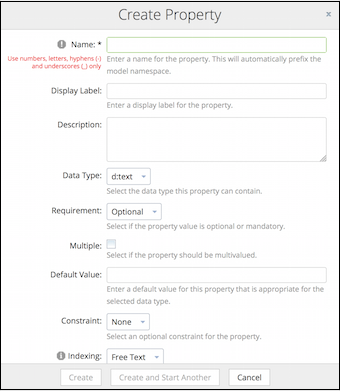 Create Property
×
Name: *
Use numbers, letters, hyphens (-)
and underscores (_) only
Enter a name for the property. This will automatically prefix the
model namespace.
Display Label:
Enter a display label for the property.
Description:
Data Type:
d:text
Select the data type this property can contain.
Requirement:
Optional
Select if the property value is optional or mandatory.
Multiple:
Select if the property should be multivalued.
Default Value:
Enter a default value for this property that is appropriate for the
selected data type.
Constraint:
None
Select an optional constraint for the property.
Indexing:
Free Text
Create
Create and Start Another
Cancel